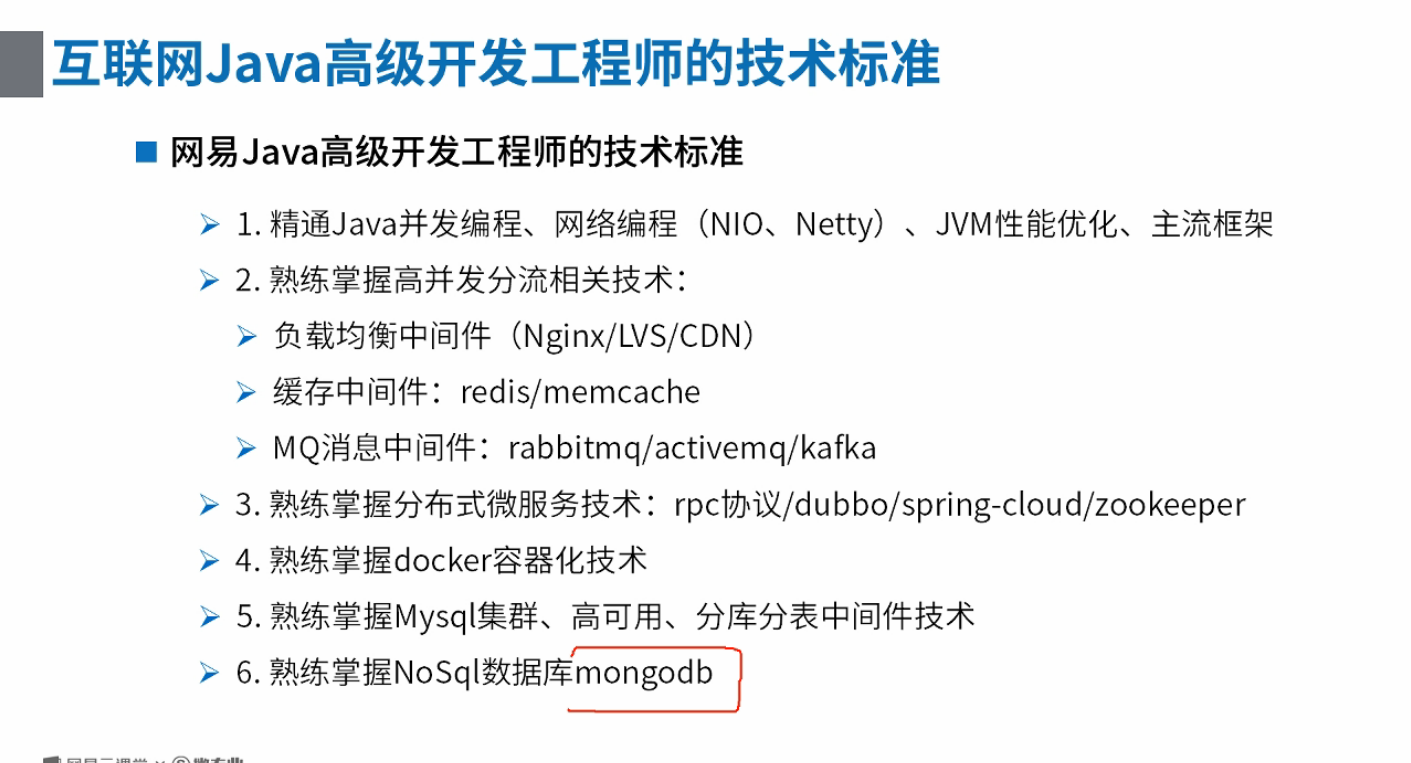 互联网Java高级开发工程师的技术标准
网易Java高级开发工程师的技术标准
1. 精通Java并发编程、网络编程（NIO、Netty）、JVM性能优化、主流框架
2. 熟练掌握高并发分流相关技术：
负载均衡中间件（Nginx/LVS/CDN）
缓存中间件：redis/memcache
MQ消息中间件：rabbitmq/activemq/kafka
3. 熟练掌握分布式微服务技术：rpc协议/dubbo/spring-cloud/zookeeper
4. 熟练掌握docker容器化技术
5. 熟练掌握Mysql集群、高可用、分库分表中间件技术
6. 熟练掌握NoSql数据库mongodb